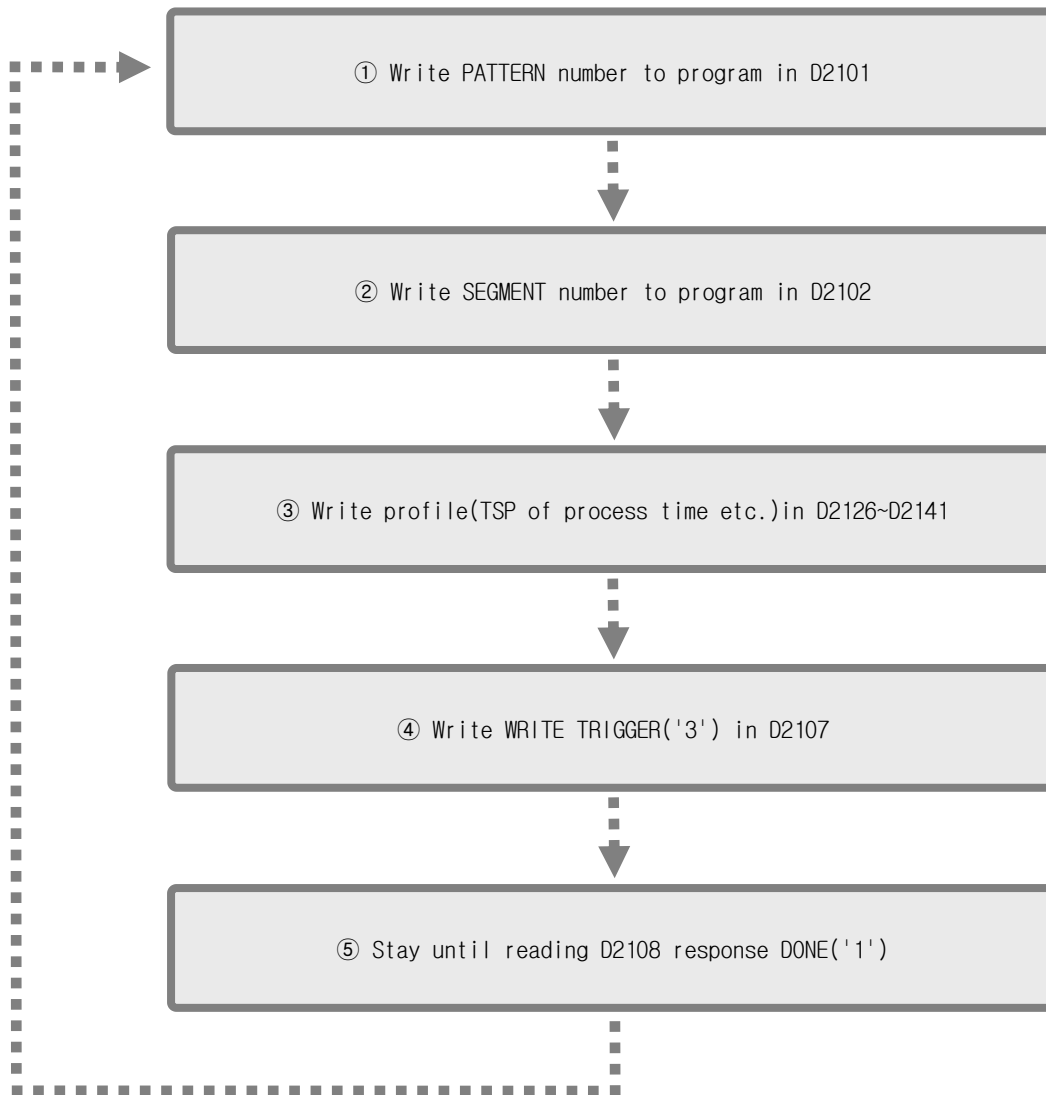 ① Write PATTERN number to program in D2101
② Write SEGMENT number to program in D2102
③ Write profile(TSP of process time etc.)in D2126~D2141
④ Write WRITE TRIGGER('3') in D2107
⑤ Stay until reading D2108 response DONE('1')